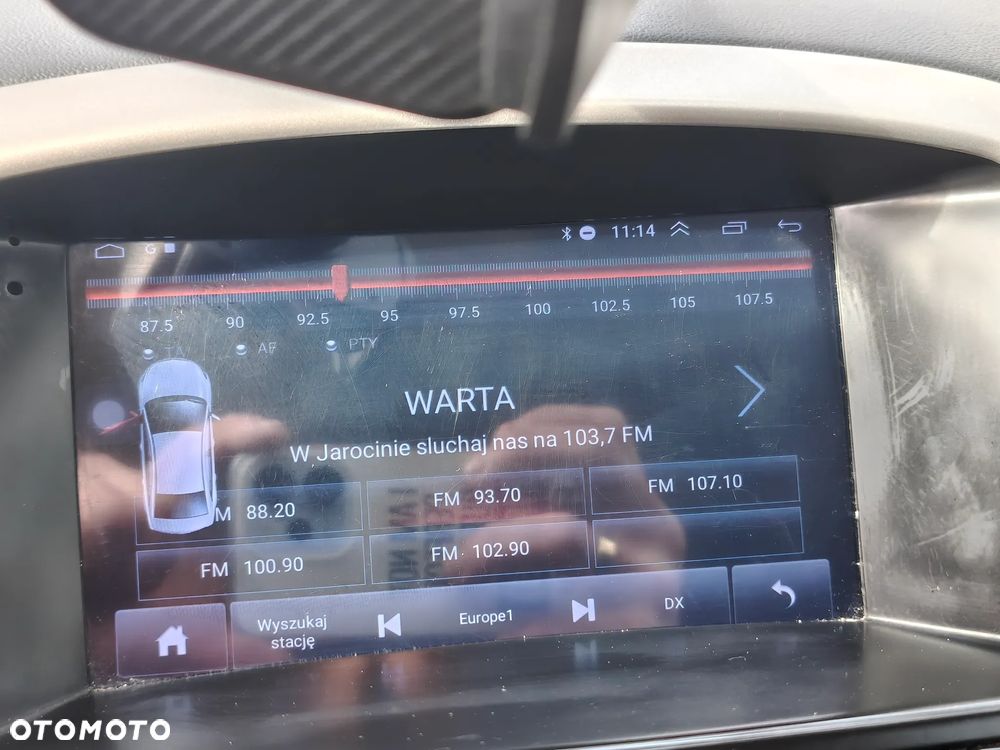 G
11:14
87.5 90 92.5 95 97.5 100 102.5 105 107.5
TA AF PTY
WARTA
W Jarocinie sluchaj nas na 103,7 FM
M 88.20 FM 93.70 FM 107.10
FM 100.90 FM 102.90
Wyszukaj
stację
Europe1
DX
OTOMOTO